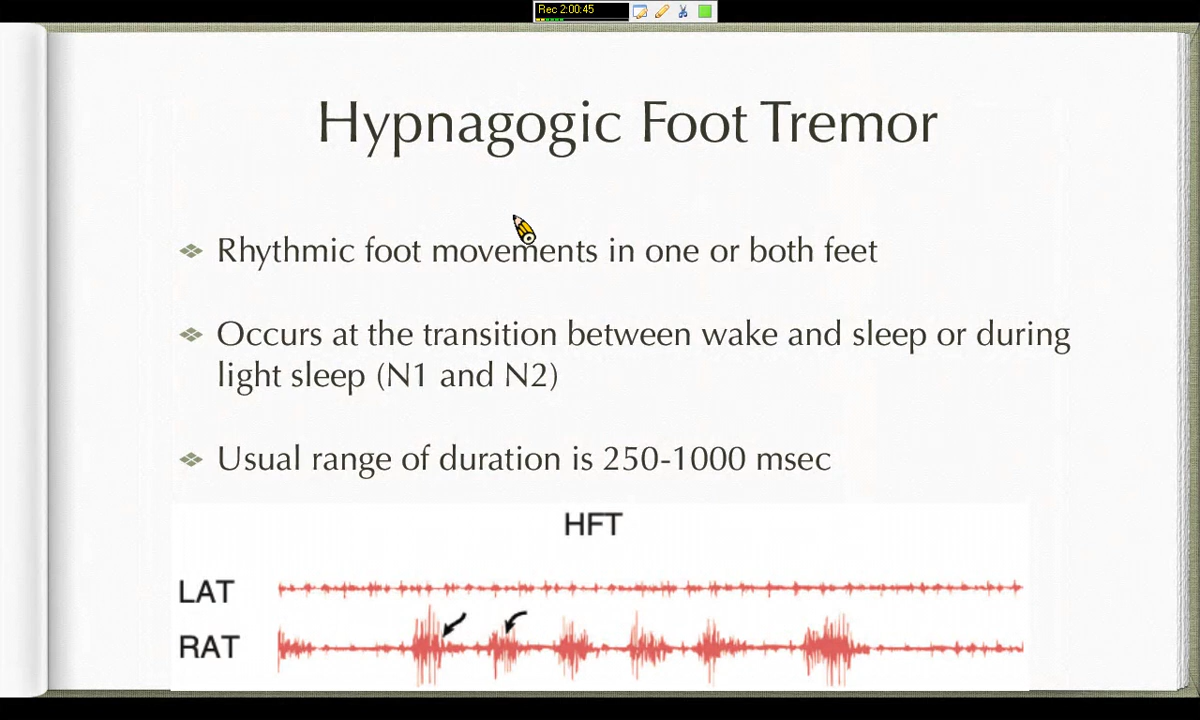 Rec 2:00:45
Hypnagogic Foot Tremor
Rhythmic foot movements in one or both feet
Occurs at the transition between wake and sleep or during
light sleep (N1 and N2)
Usual range of duration is 250-1000 msec
HFT
LAT
RAT